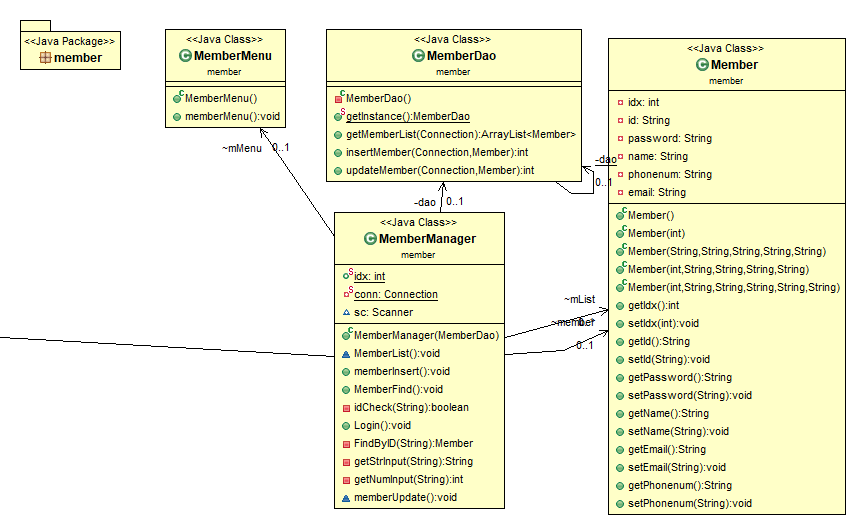 <<Java Package>>
member
<<Java Class>>
MemberMenu
member
MemberMenu()
memberMenu():void
<<Java Class>>
MemberDao
member
MemberDao()
getInstance():MemberDao
getMemberList(Connection):ArrayList<Member>
insertMember(Connection,Member):int
updateMember(Connection,Member):int
<<Java Class>>
Member
member
idx: int
id: String
password: String
name: String
phonenum: String
email: String
Member()
Member(int)
Member(String,String,String,String,String)
Member(int,String,String,String,String)
Member(int,String,String,String,String,String)
getIdx():int
setIdx(int):void
getId():String
setId(String):void
getPassword():String
setPassword(String):void
getName():String
setName(String):void
getEmail():String
setEmail(String):void
getPhonenum():String
setPhonenum(String):void
~mMenu
0..1
-dao
0..1
-dao
0..1
<<Java Class>>
MemberManager
member
idx: int
conn: Connection
sc: Scanner
MemberManager(MemberDao)
MemberList():void
memberInsert():void
MemberFind():void
idCheck(String):boolean
Login():void
FindByID(String):Member
getStrInput(String):String
getNumInput(String):int
memberUpdate():void
~mList
~member
0..1